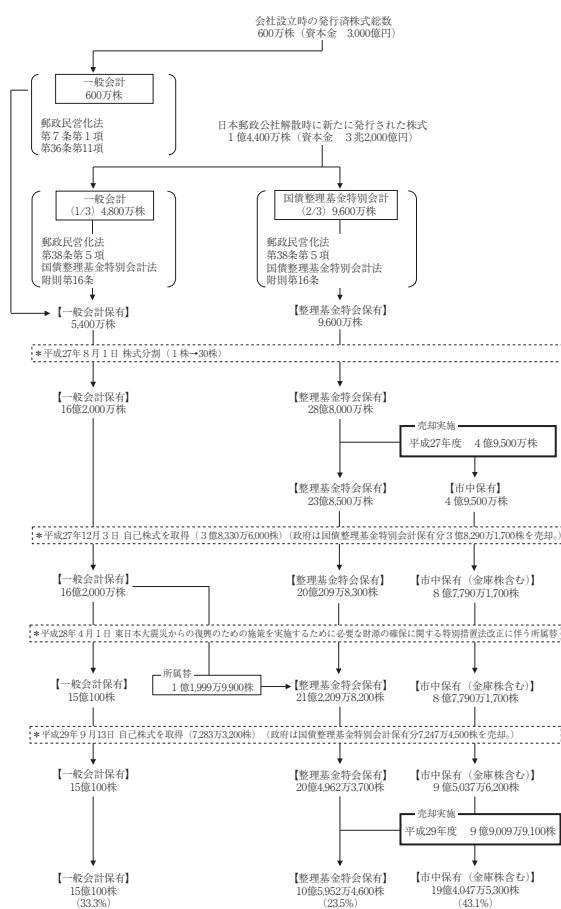 会社設立時の発行済株式総数
600万株（資本金　3,000億円）
一般会計
600万株
郵政民営化法
第７条第１項
第36条第11項
日本郵政公社解散時に新たに発行された株式
１億4,400万株（資本金　３兆2,000億円）
一般会計
(1/3) 4,800万株
国債整理基金特別会計
(2/3) 9,600万株
郵政民営化法
第38条第５項
国債整理基金特別会計法
附則第16条
郵政民営化法
第38条第５項
国債整理基金特別会計法
附則第16条
【一般会計保有】
5,400万株
【整理基金特会保有】
9,600万株
＊平成27年８月１日 株式分割（１株→30株）
【一般会計保有】
16億2,000万株
【整理基金特会保有】
28億8,000万株
売却実施
平成27年度　４億9,500万株
【整理基金特会保有】
23億8,500万株
【市中保有】
４億9,500万株
＊平成27年12月３日 自己株式を取得（３億8,330万6,000株）（政府は国債整理基金特別会計保有分３億8,290万1,700株を売却。）
【一般会計保有】
16億2,000万株
【整理基金特会保有】
20億209万8,300株
【市中保有（金庫株含む）】
８億7,790万1,700株
＊平成28年４月１日 東日本大震災からの復興のための施策を実施するために必要な財源の確保に関する特別措置法改正に伴う所属替
所属替
１億1,999万9,900株
【一般会計保有】
15億100株
【整理基金特会保有】
21億2,209万8,200株
【市中保有（金庫株含む）】
８億7,790万1,700株
＊平成29年９月13日 自己株式を取得（7,283万3,200株）（政府は国債整理基金特別会計保有分7,247万4,500株を売却。）
【一般会計保有】
15億100株
【整理基金特会保有】
20億4,962万3,700株
【市中保有（金庫株含む）】
９億5,037万6,200株
売却実施
平成29年度　９億9,009万9,100株
【一般会計保有】
15億100株
(33.3%)
【整理基金特会保有】
10億5,952万4,600株
(23.5%)
【市中保有（金庫株含む）】
19億4,047万5,300株
(43.1%)